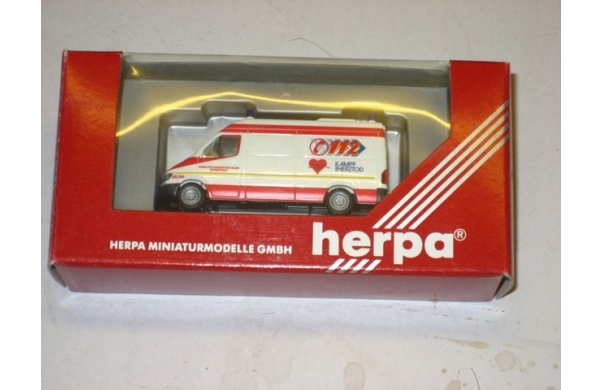 112
KAMPF
HERZTOD
HERPA MINIATURMODELLE GMBH
herpa®